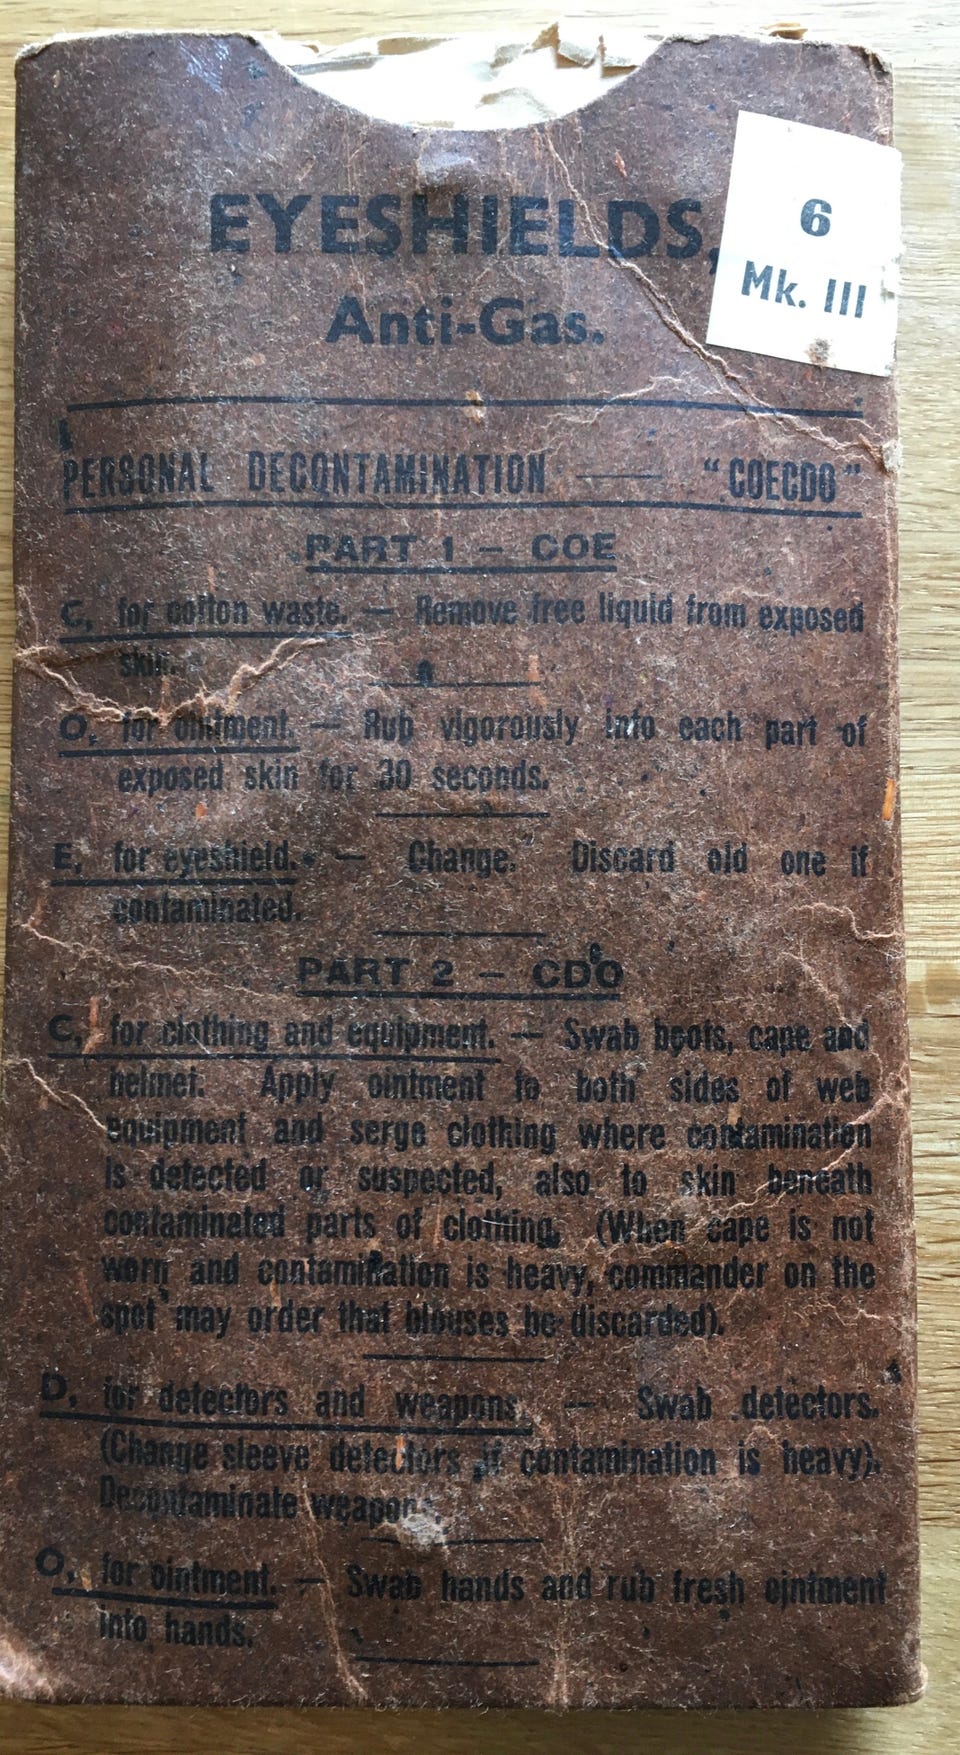 EYESHIELDS,
6
Mk. III
Anti-Gas.
PERSONAL DECONTAMINATION — "COECDO"
PART 1 — COE
C, for cotton waste. — Remove free liquid from exposed
skin.
O, for ointment. — Rub vigorously into each part of
exposed skin for 30 seconds.
E, for eyeshield. — Change. Discard old one if
contaminated.
PART 2 — CDO
C, for clothing and equipment. — Swab boots, cape and
helmet. Apply ointment to both sides of web
equipment and serge clothing where contamination
is detected or suspected, also to skin beneath
contaminated parts of clothing. (When cape is not
worn and contamination is heavy, commander on the
spot may order that blouses be discarded).
D, for detectors and weapons. — Swab detectors.
(Change sleeve detectors if contamination is heavy).
Decontaminate weapons.
O, for ointment. — Swab hands and rub fresh ointment
into hands.